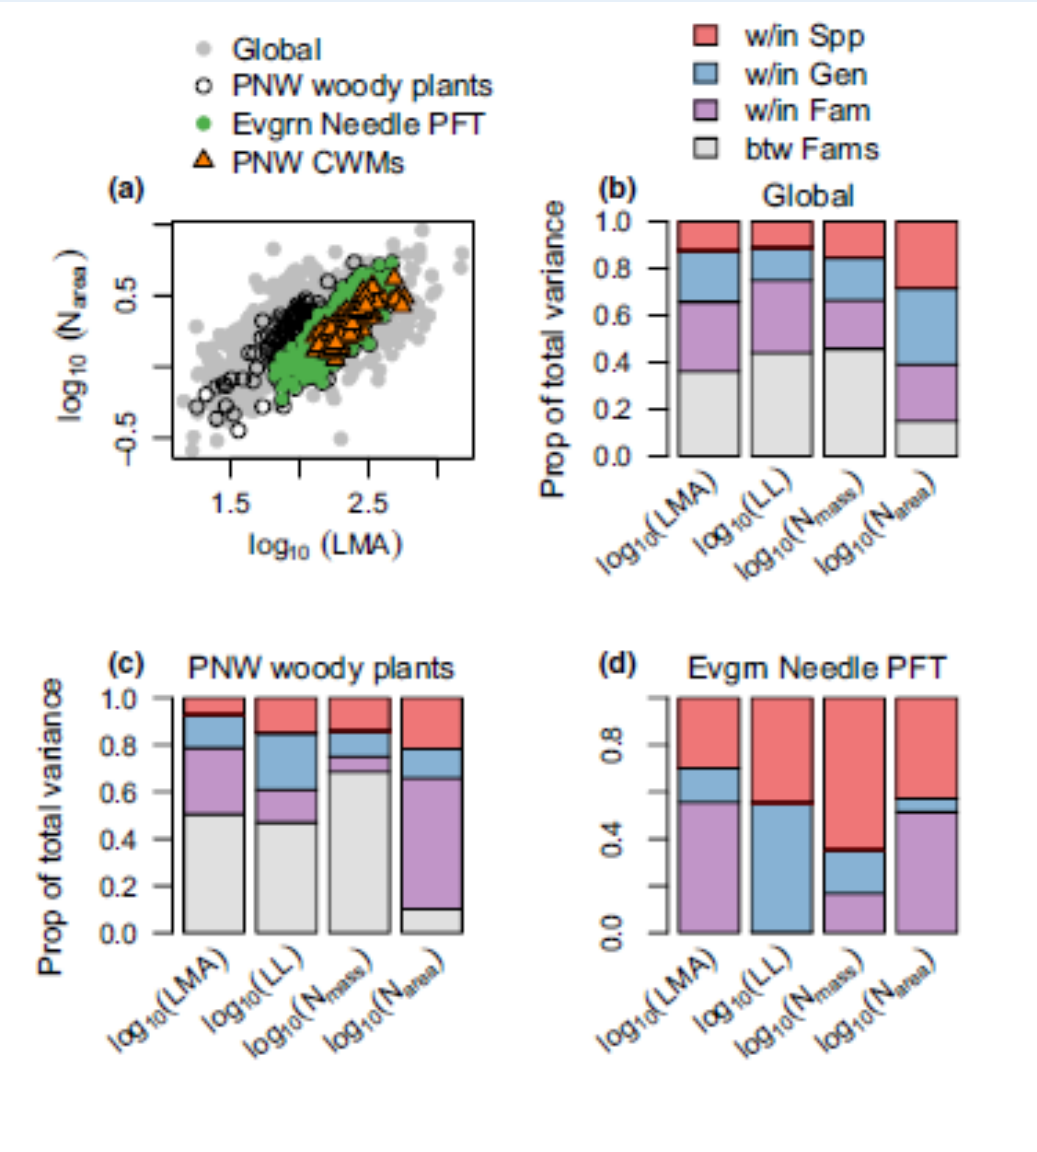 Global
PNW woody plants
Evgrn Needle PFT
PNW CWMs
w/in Spp
w/in Gen
w/in Fam
btw Fams
(a)
log10 (Narea)
0.5
−0.5
1.5 2.5
log10 (LMA)
(b) Global
Prop of total variance
1.0
0.8
0.6
0.4
0.2
0.0
log10(LMA) log10(LL) log10(Nmass) log10(Narea)
(c) PNW woody plants
Prop of total variance
1.0
0.8
0.6
0.4
0.2
0.0
log10(LMA) log10(LL) log10(Nmass) log10(Narea)
(d) Evgrn Needle PFT
0.8
0.4
0.0
log10(LMA) log10(LL) log10(Nmass) log10(Narea)